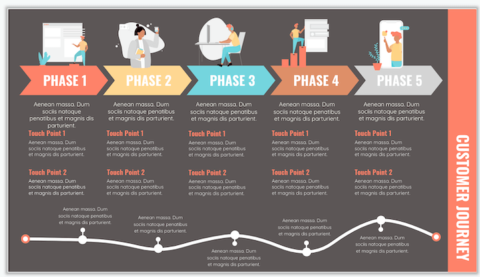 PHASE 1
PHASE 2
PHASE 3
PHASE 4
PHASE 5
Aenean massa. Dum
sociis natoque
penatibus et magnis dis
parturient.
Aenean massa. Dum
sociis natoque
penatibus et magnis dis
parturient.
Aenean massa. Dum
sociis natoque penatibus
et magnis dis parturient.
Aenean massa. Dum
sociis natoque penatibus
et magnis dis parturient.
Aenean massa. Dum
sociis natoque penatibus
et magnis dis parturient.
Touch Point 1
Aenean massa. Dum
sociis natoque penatibus
et magnis dis parturient.
Touch Point 1
Aenean massa. Dum
sociis natoque penatibus
et magnis dis parturient.
Touch Point 1
Aenean massa. Dum
sociis natoque penatibus
et magnis dis parturient.
Touch Point 1
Aenean massa. Dum
sociis natoque penatibus
et magnis dis parturient.
Touch Point 1
Aenean massa. Dum
sociis natoque penatibus
et magnis dis parturient.
Touch Point 2
Aenean massa. Dum
sociis natoque penatibus
et magnis dis parturient.
Touch Point 2
Aenean massa. Dum
sociis natoque penatibus
et magnis dis parturient.
Touch Point 2
Aenean massa. Dum
sociis natoque penatibus
et magnis dis parturient.
Touch Point 2
Aenean massa. Dum
sociis natoque penatibus
et magnis dis parturient.
Touch Point 2
Aenean massa. Dum
sociis natoque penatibus
et magnis dis parturient.
Aenean massa. Dum
sociis natoque penatibus
et magnis dis parturient.
Aenean massa. Dum
sociis natoque penatibus
et magnis dis parturient.
Aenean massa. Dum
sociis natoque penatibus
et magnis dis parturient.
Aenean massa. Dum
sociis natoque penatibus
et magnis dis parturient.
Aenean massa. Dum
sociis natoque penatibus
et magnis dis parturient.
CUSTOMER JOURNEY